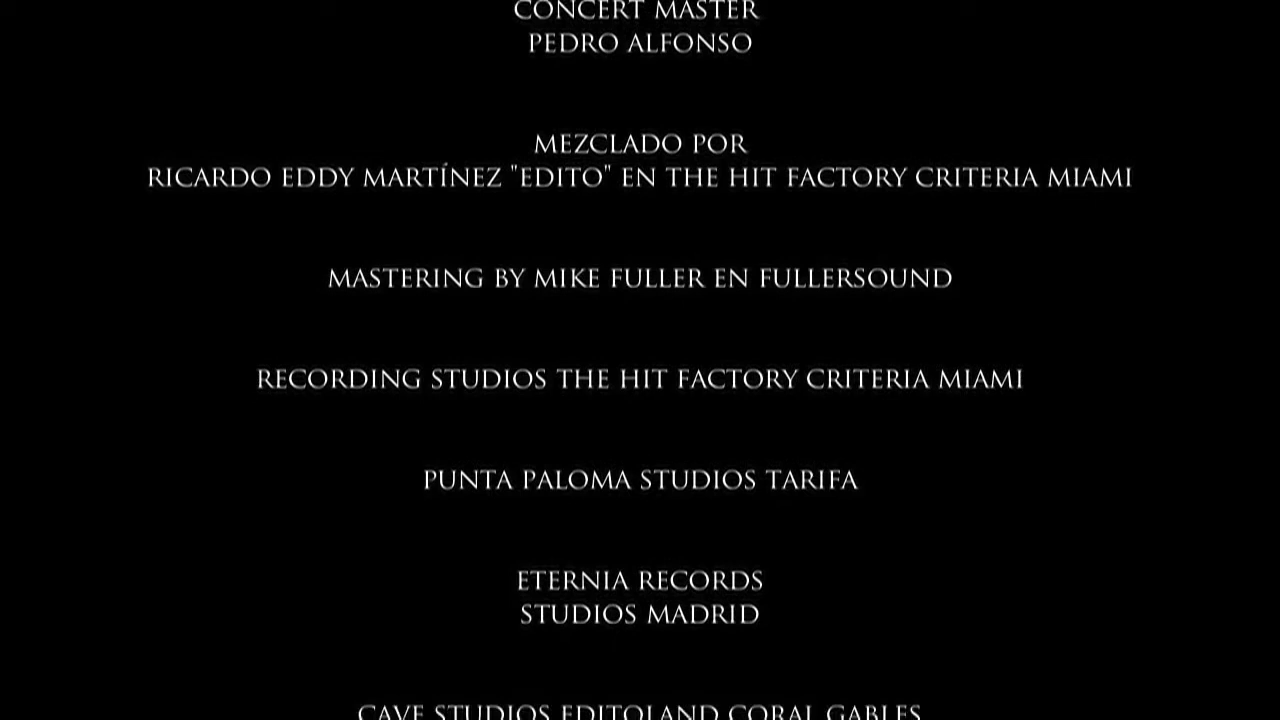 CONCERT MASTER
PEDRO ALFONSO
MEZCLADO POR
RICARDO EDDY MARTÍNEZ "EDITO" EN THE HIT FACTORY CRITERIA MIAMI
MASTERING BY MIKE FULLER EN FULLERSOUND
RECORDING STUDIOS THE HIT FACTORY CRITERIA MIAMI
PUNTA PALOMA STUDIOS TARIFA
ETERNIA RECORDS
STUDIOS MADRID
CAVE STUDIOS EDITOLAND CORAL GABLES